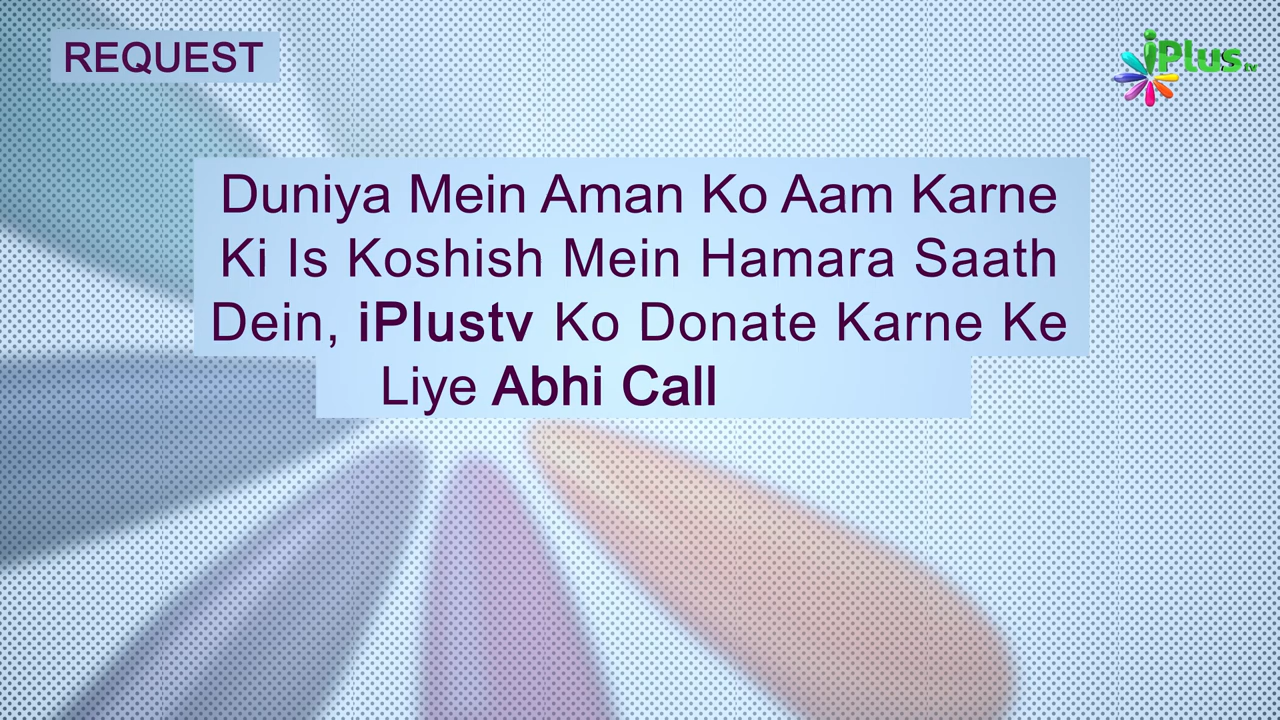 REQUEST
iPlus.tv
Duniya Mein Aman Ko Aam Karne
Ki Is Koshish Mein Hamara Saath
Dein, iPlustv Ko Donate Karne Ke
Liye Abhi Call